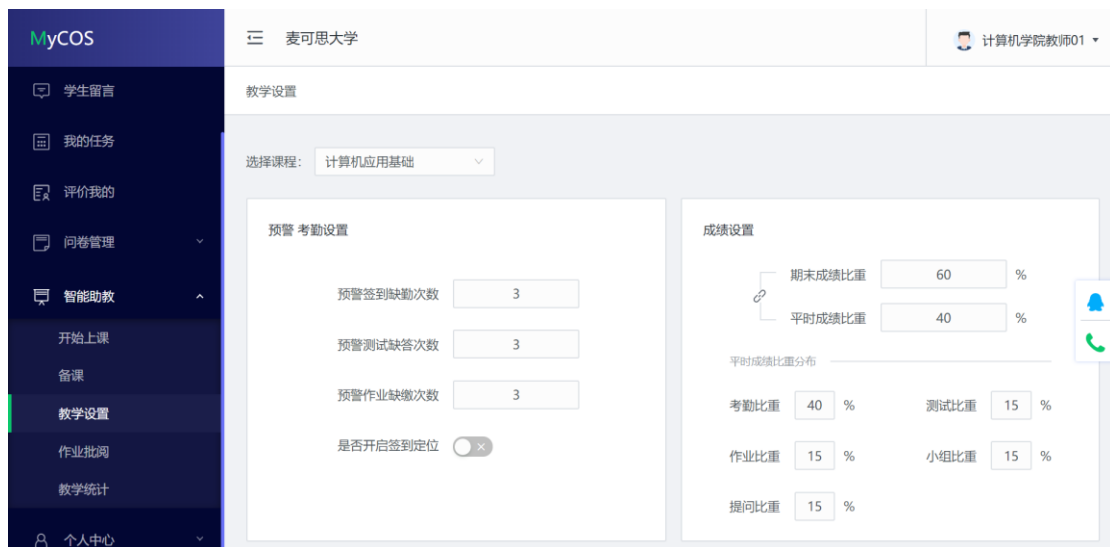 MyCOS
麦可思大学
计算机学院教师01
学生留言
我的任务
评价我的
问卷管理
智能助教
开始上课
备课
教学设置
作业批阅
教学统计
个人中心
教学设置
选择课程: 计算机应用基础
预警 考勤设置
预警签到缺勤次数 3
预警测试缺答次数 3
预警作业缺缴次数 3
是否开启签到定位
成绩设置
期末成绩比重 60 %
平时成绩比重 40 %
平时成绩比重分布
考勤比重 40 % 测试比重 15 %
作业比重 15 % 小组比重 15 %
提问比重 15 %